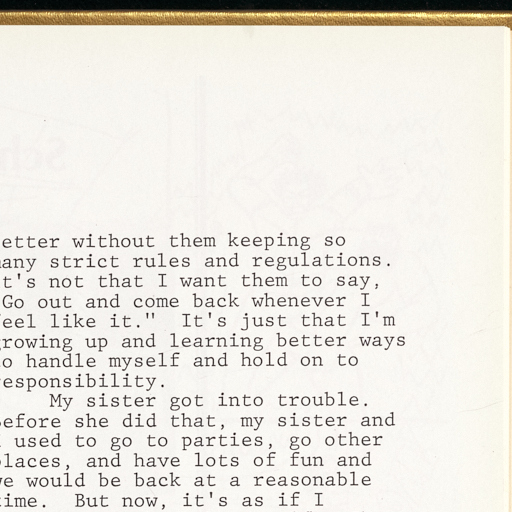 etter without them keeping so
any strict rules and regulations.
t's not that I want them to say,
Go out and come back whenever I
eel like it."  It's just that I'm
rowing up and learning better ways
o handle myself and hold on to
esponsibility.
My sister got into trouble.
efore she did that, my sister and
used to go to parties, go other
laces, and have lots of fun and
e would be back at a reasonable
ime.  But now, it's as if I